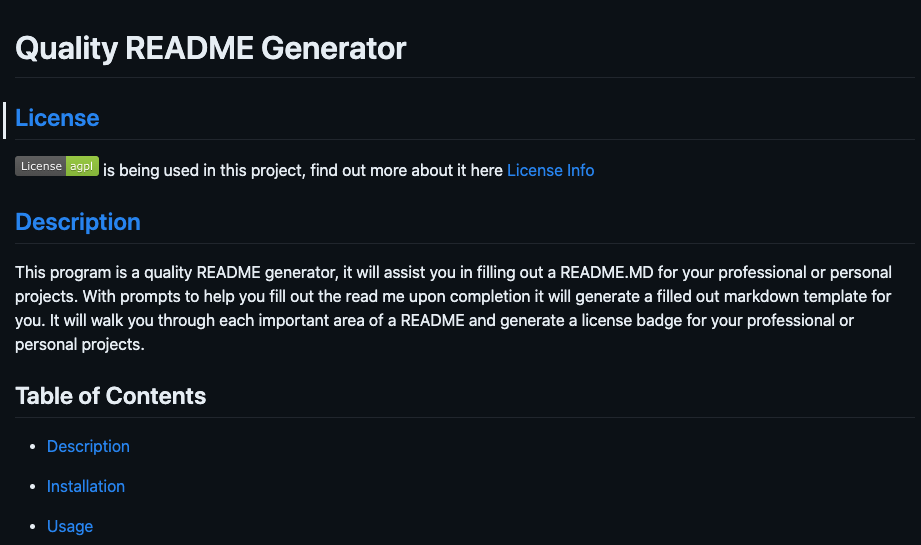 Quality README Generator
License
License agpl is being used in this project, find out more about it here License Info
Description
This program is a quality README generator, it will assist you in filling out a README.MD for your professional or personal
projects. With prompts to help you fill out the read me upon completion it will generate a filled out markdown template for
you. It will walk you through each important area of a README and generate a license badge for your professional or
personal projects.
Table of Contents
• Description
• Installation
• Usage